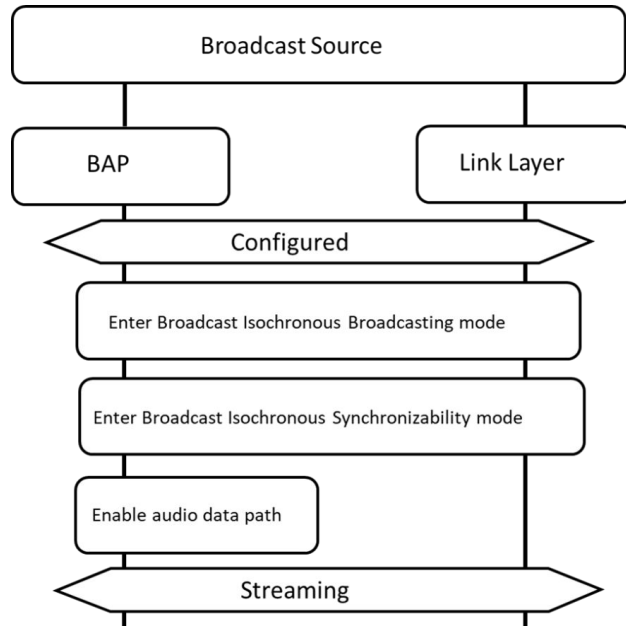 Broadcast Source
BAP
Link Layer
Configured
Enter Broadcast Isochronous Broadcasting mode
Enter Broadcast Isochronous Synchronizability mode
Enable audio data path
Streaming